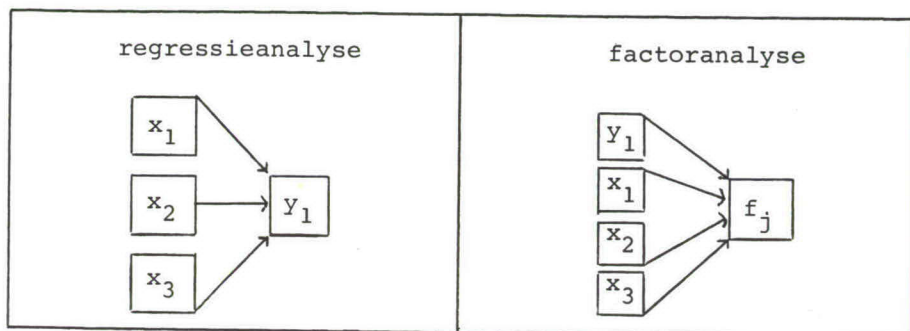 regressieanalyse
x1
x2
x3
y1
factoranalyse
y1
x1
x2
x3
fj